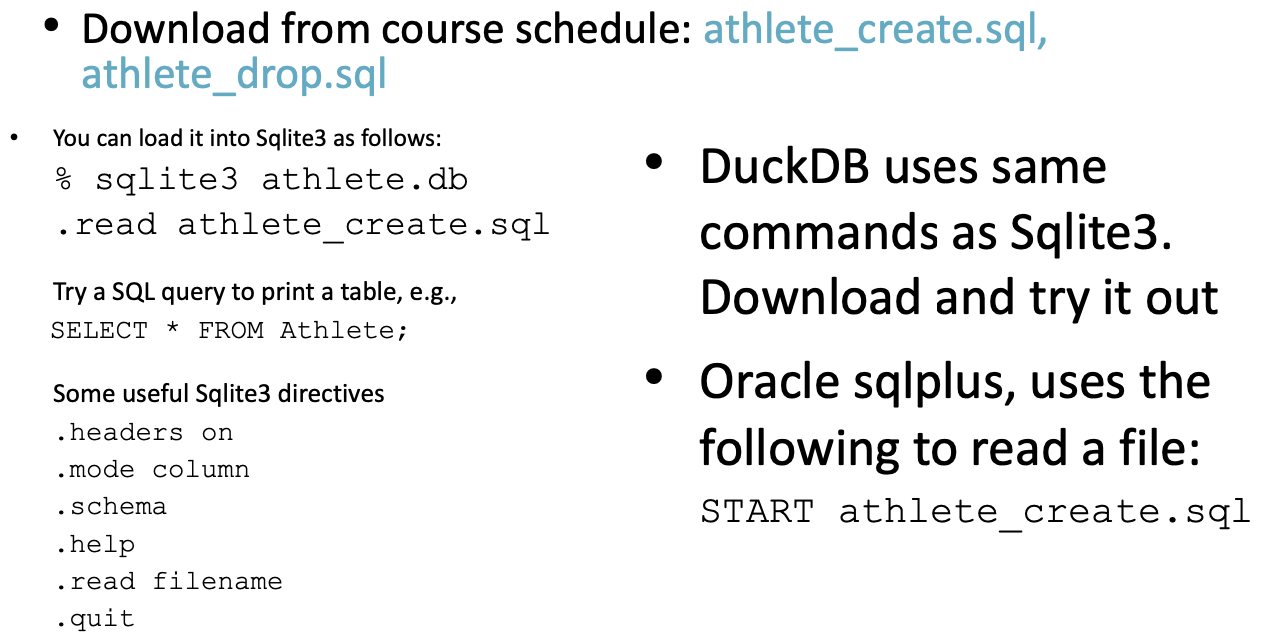 • Download from course schedule: athlete_create.sql,
athlete_drop.sql
• You can load it into Sqlite3 as follows:
% sqlite3 athlete.db
.read athlete_create.sql
Try a SQL query to print a table, e.g.,
SELECT * FROM Athlete;
Some useful Sqlite3 directives
.headers on
.mode column
.schema
.help
.read filename
.quit
• DuckDB uses same
commands as Sqlite3.
Download and try it out
• Oracle sqlplus, uses the
following to read a file:
START athlete_create.sql